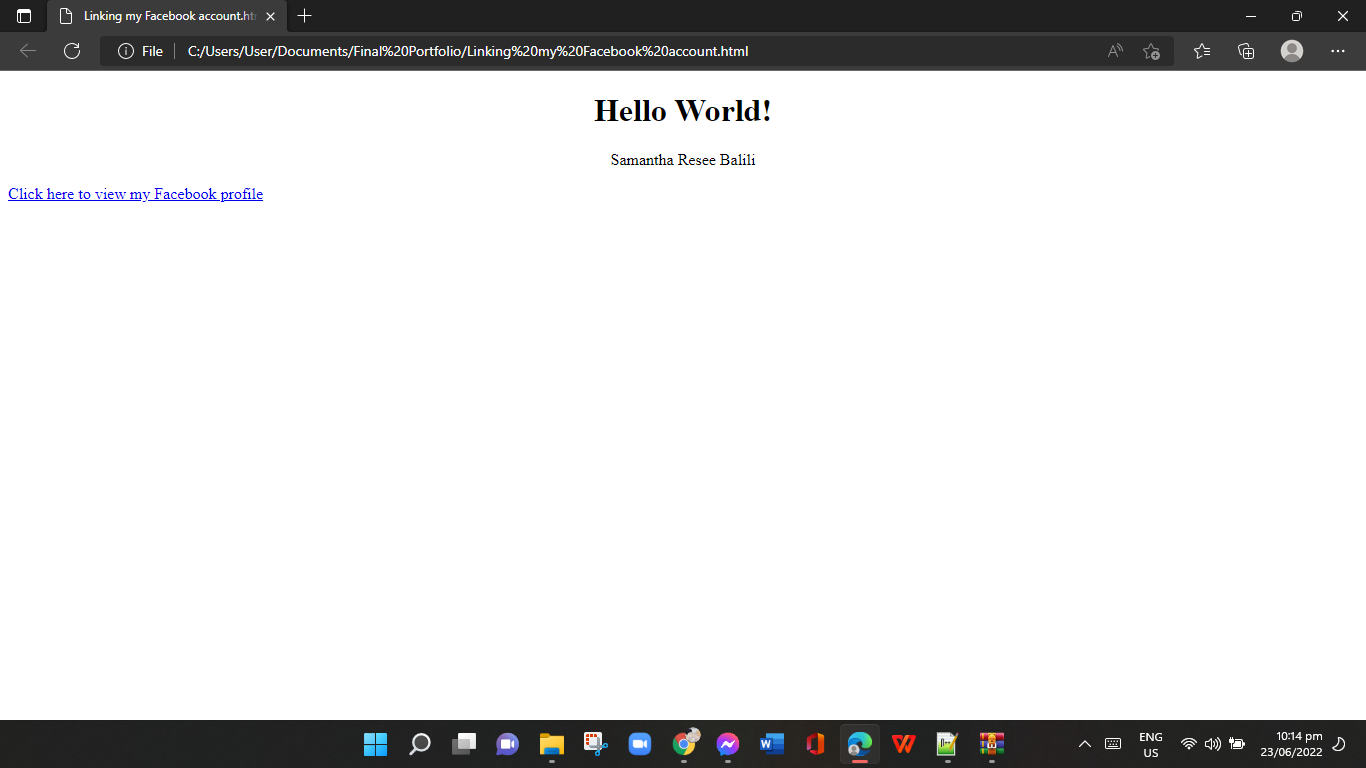 Linking my Facebook account.ht
File
C:/Users/User/Documents/Final%20Portfolio/Linking%20my%20Facebook%20account.html
Hello World!
Samantha Resee Balili
Click here to view my Facebook profile
ENG
US
10:14 pm
23/06/2022